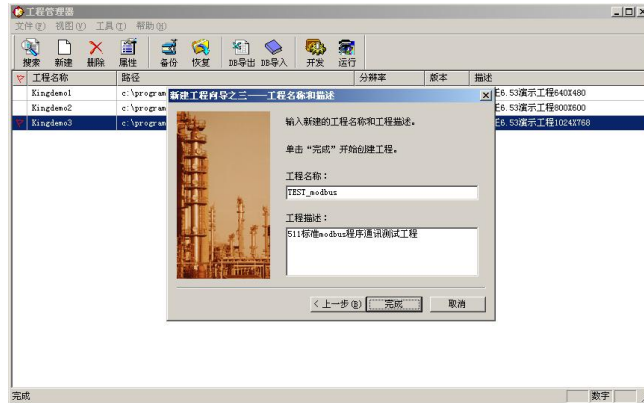 工程管理器
文件(F) 视图(V) 工具(T) 帮助(H)
搜索 新建 删除 属性 备份 恢复 DB导出 DB导入 开发 运行
工程名称 路径 分辨率 版本 描述
Kingdemo1 c:\program 6.53演示工程640X480
Kingdemo2 c:\program 6.53演示工程800X600
Kingdemo3 c:\program 6.53演示工程1024X768
新建工程向导之三——工程名称和描述
输入新建的工程名称和工程描述。
单击“完成”开始创建工程。
工程名称：
TEST_modbus
工程描述：
511标准modbus程序通讯测试工程
< 上一步(B) 完成 取消
完成 数字